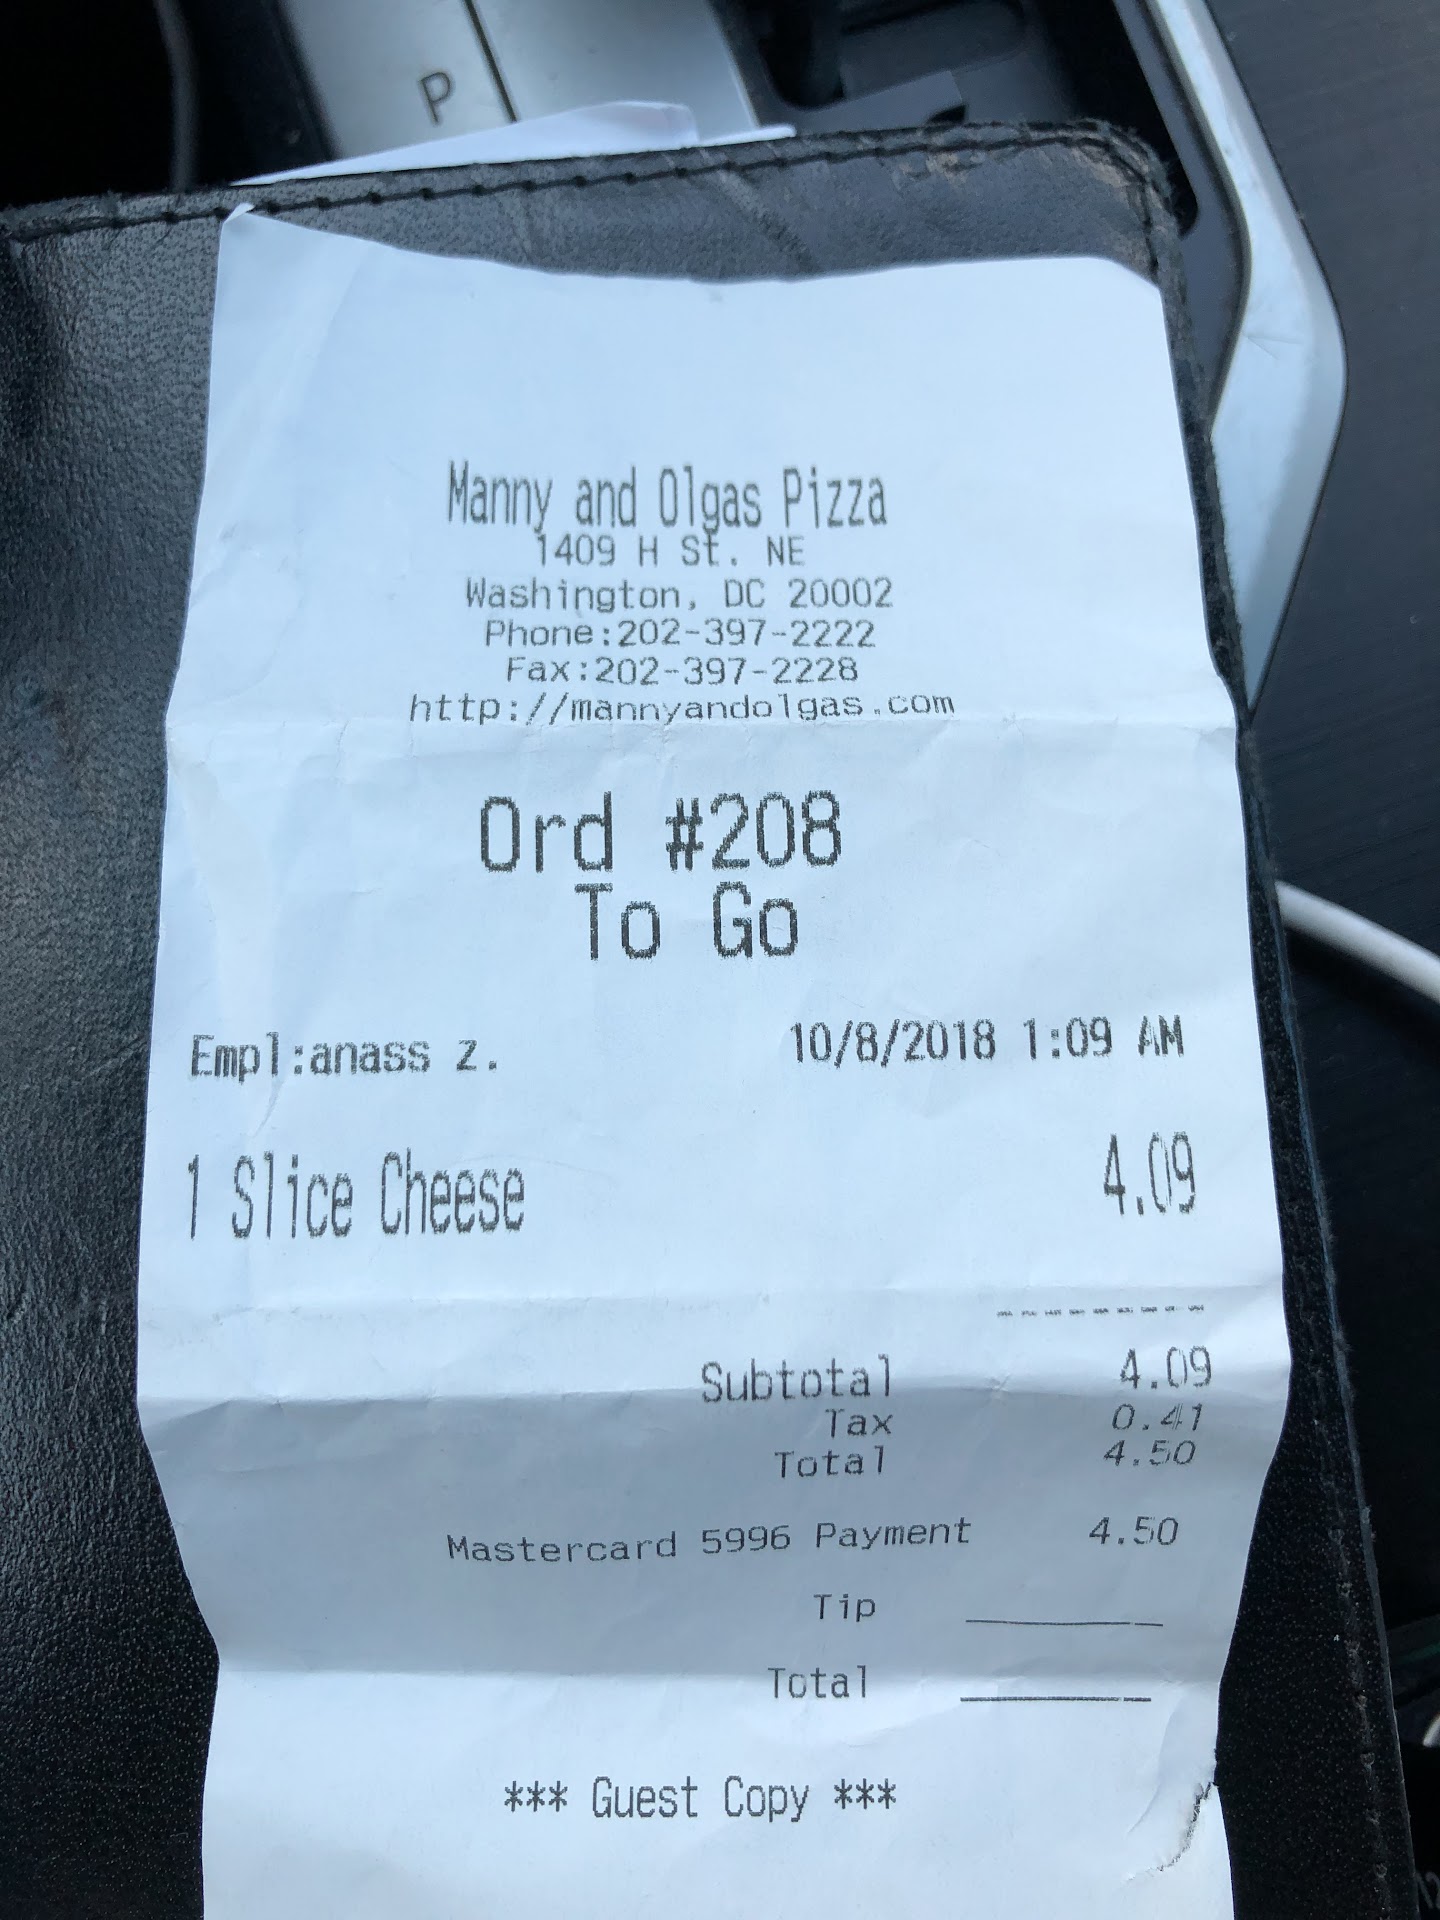 P
Manny and Olgas Pizza
1409 H St. NE
Washington, DC 20002
Phone:202-397-2222
Fax:202-397-2228
http://mannyandolgas.com
Ord #208
To Go
Empl:anass z. 10/8/2018 1:09 AM
1 Slice Cheese 4.09
---------
Subtotal 4.09
Tax 0.41
Total 4.50
Mastercard 5996 Payment 4.50
Tip ________
Total ________
*** Guest Copy ***